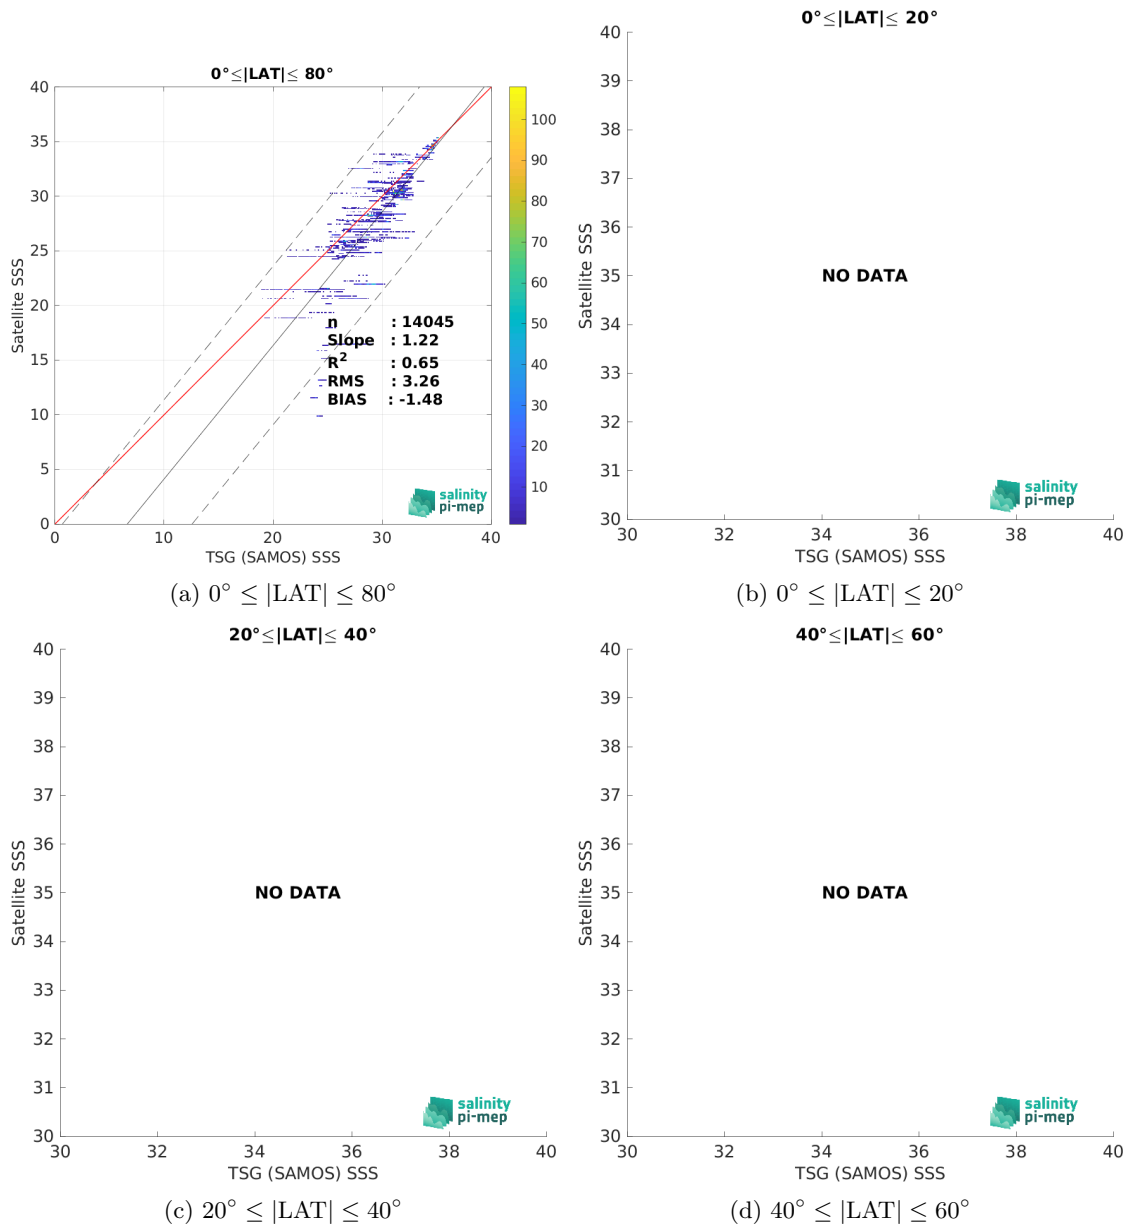 0°≤|LAT|≤ 80°
40
35
30
25
20
15
10
5
0
0
10
20
30
40
Satellite SSS
TSG (SAMOS) SSS
n : 14045
Slope : 1.22
R² : 0.65
RMS : 3.26
BIAS : -1.48
salinity
pi-mep
100
90
80
70
60
50
40
30
20
10
(a) 0° ≤ |LAT| ≤ 80°
0°≤|LAT|≤ 20°
40
39
38
37
36
35
34
33
32
31
30
30
32
34
36
38
40
Satellite SSS
NO DATA
TSG (SAMOS) SSS
salinity
pi-mep
(b) 0° ≤ |LAT| ≤ 20°
20°≤|LAT|≤ 40°
40
39
38
37
36
35
34
33
32
31
30
30
32
34
36
38
40
Satellite SSS
NO DATA
TSG (SAMOS) SSS
salinity
pi-mep
(c) 20° ≤ |LAT| ≤ 40°
40°≤|LAT|≤ 60°
40
39
38
37
36
35
34
33
32
31
30
30
32
34
36
38
40
Satellite SSS
NO DATA
TSG (SAMOS) SSS
salinity
pi-mep
(d) 40° ≤ |LAT| ≤ 60°